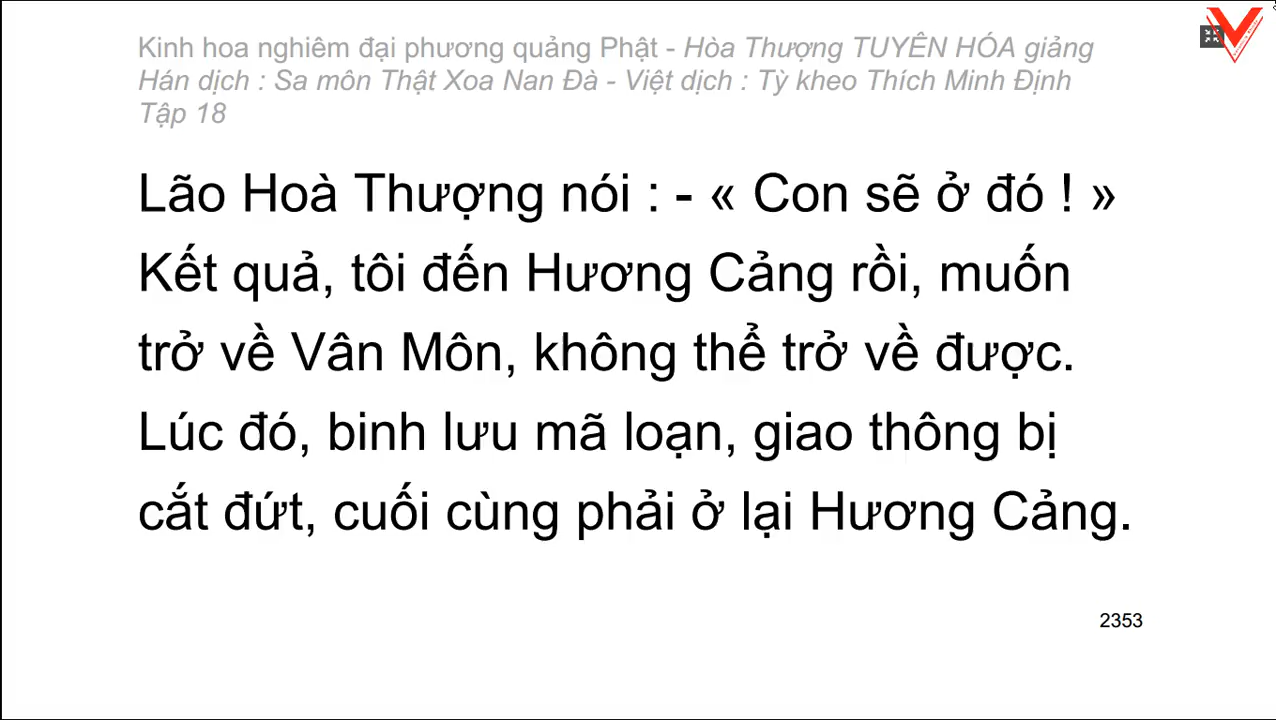 Kinh hoa nghiêm đại phương quảng Phật - Hòa Thượng TUYÊN HÓA giảng
Hán dịch : Sa môn Thật Xoa Nan Đà - Việt dịch : Tỳ kheo Thích Minh Định
Tập 18
Lão Hoà Thượng nói : - « Con sẽ ở đó ! »
Kết quả, tôi đến Hương Cảng rồi, muốn
trở về Vân Môn, không thể trở về được.
Lúc đó, binh lưu mã loạn, giao thông bị
cắt đứt, cuối cùng phải ở lại Hương Cảng.
2353